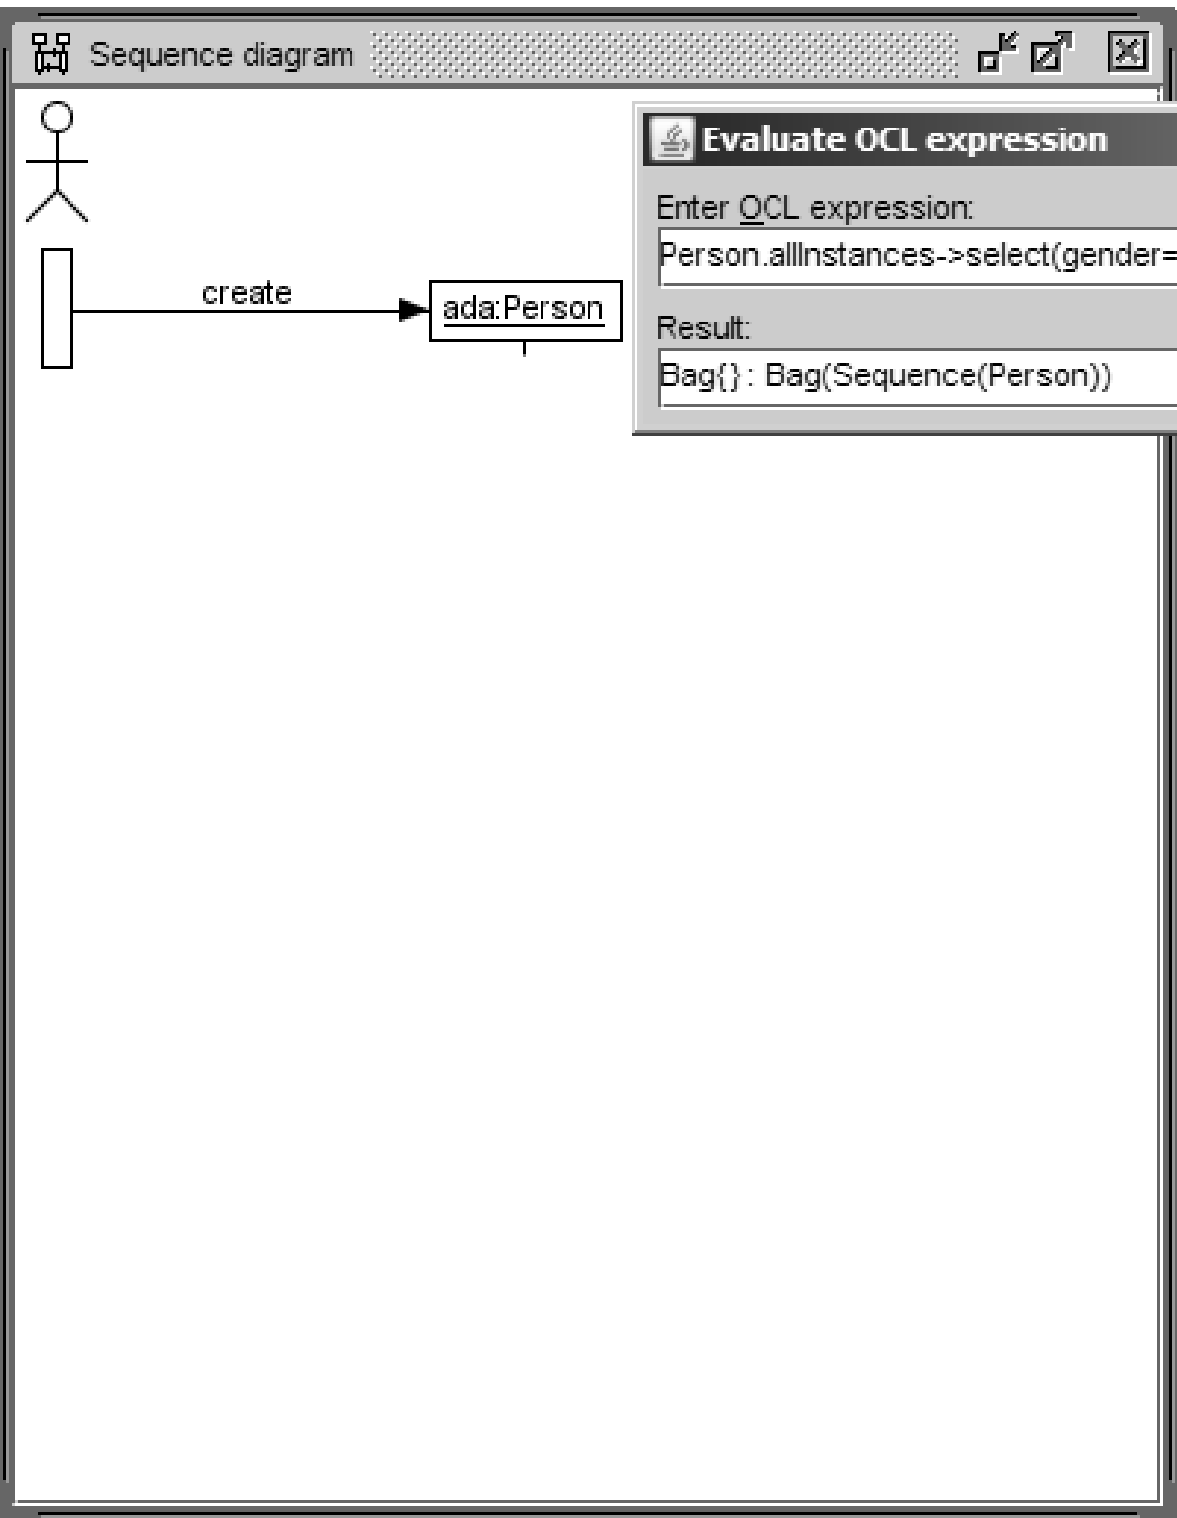 Sequence diagram
Evaluate OCL expression
Enter OCL expression:
Person.allInstances->select(gender=
create
ada:Person
Result:
Bag{} : Bag(Sequence(Person))